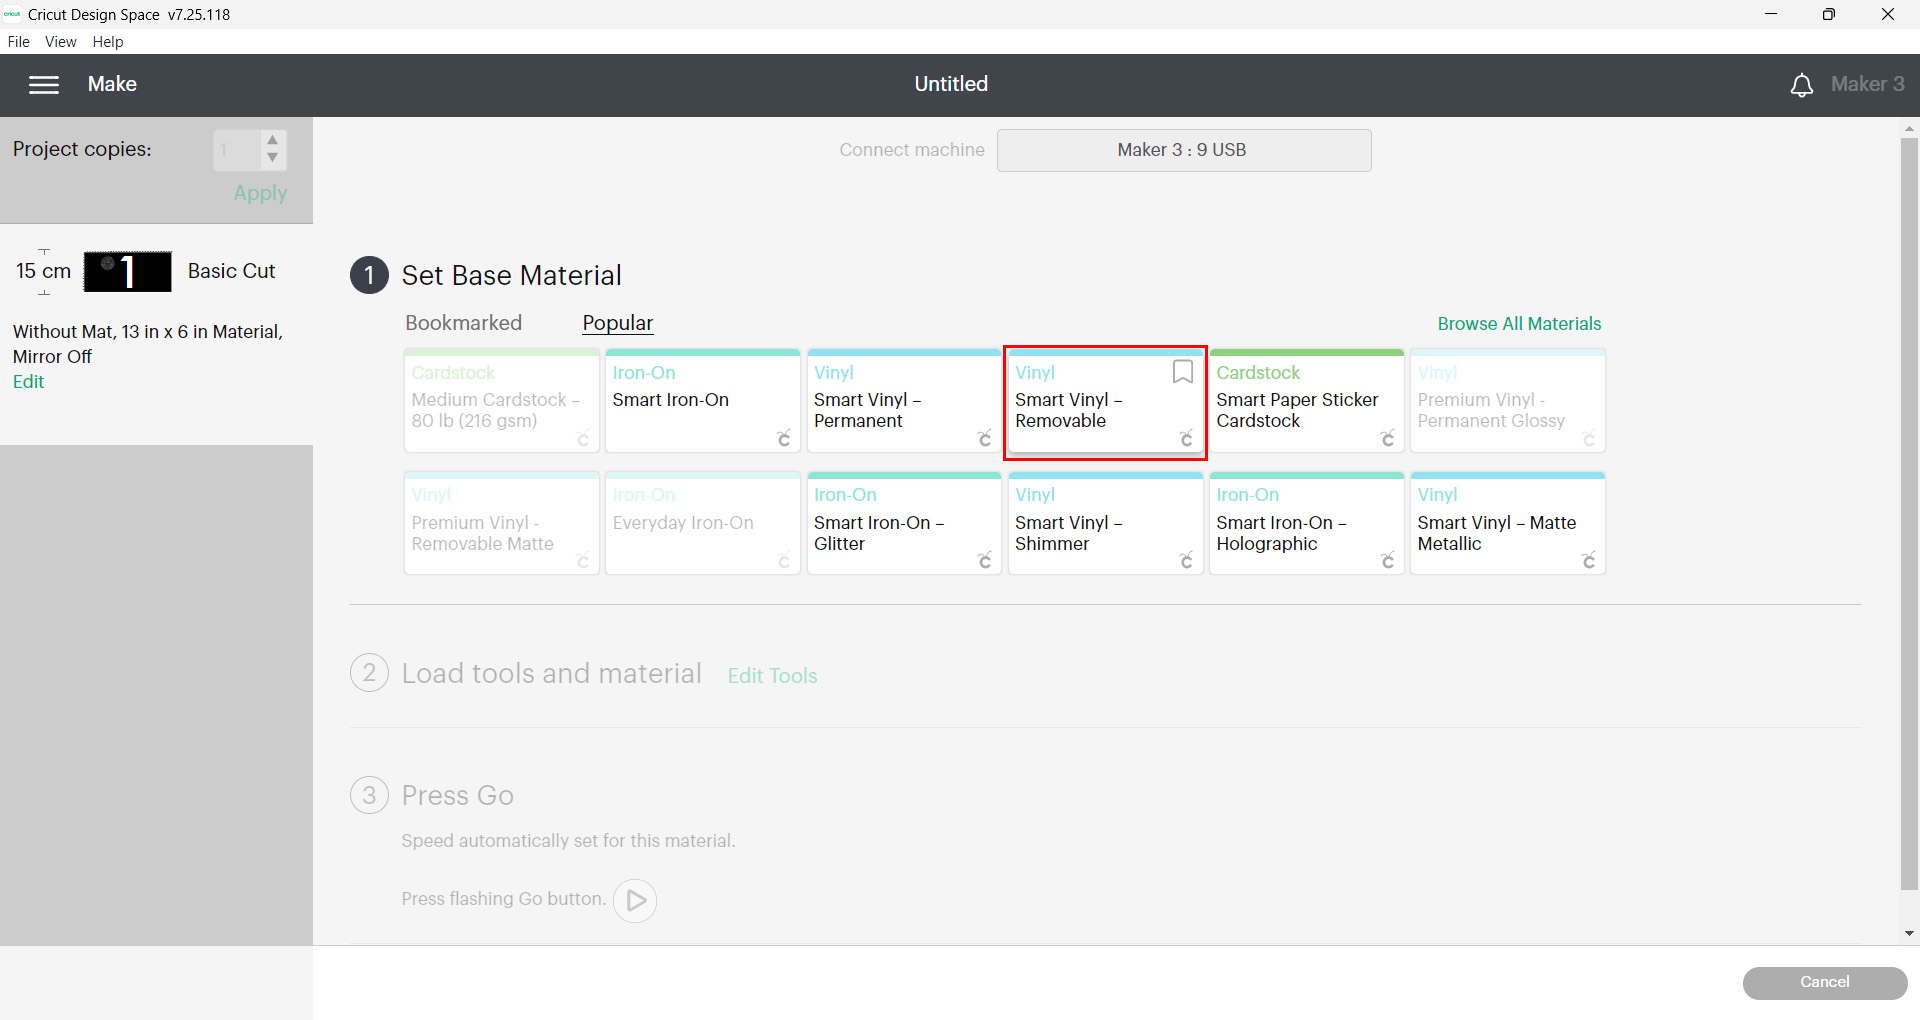 cricut Cricut Design Space v7.25.118
File View Help
Make Untitled Maker 3
Project copies: 1
Apply
Connect machine Maker 3 : 9 USB
15 cm 1 Basic Cut
Without Mat, 13 in x 6 in Material,
Mirror Off
Edit
1 Set Base Material
Bookmarked Popular Browse All Materials
Cardstock
Medium Cardstock –
80 lb (216 gsm)
Iron-On
Smart Iron-On
Vinyl
Smart Vinyl –
Permanent
Vinyl
Smart Vinyl –
Removable
Cardstock
Smart Paper Sticker
Cardstock
Vinyl
Premium Vinyl -
Permanent Glossy
Vinyl
Premium Vinyl -
Removable Matte
Iron-On
Everyday Iron-On
Iron-On
Smart Iron-On –
Glitter
Vinyl
Smart Vinyl –
Shimmer
Iron-On
Smart Iron-On –
Holographic
Vinyl
Smart Vinyl – Matte
Metallic
2 Load tools and material Edit Tools
3 Press Go
Speed automatically set for this material.
Press flashing Go button.
Cancel